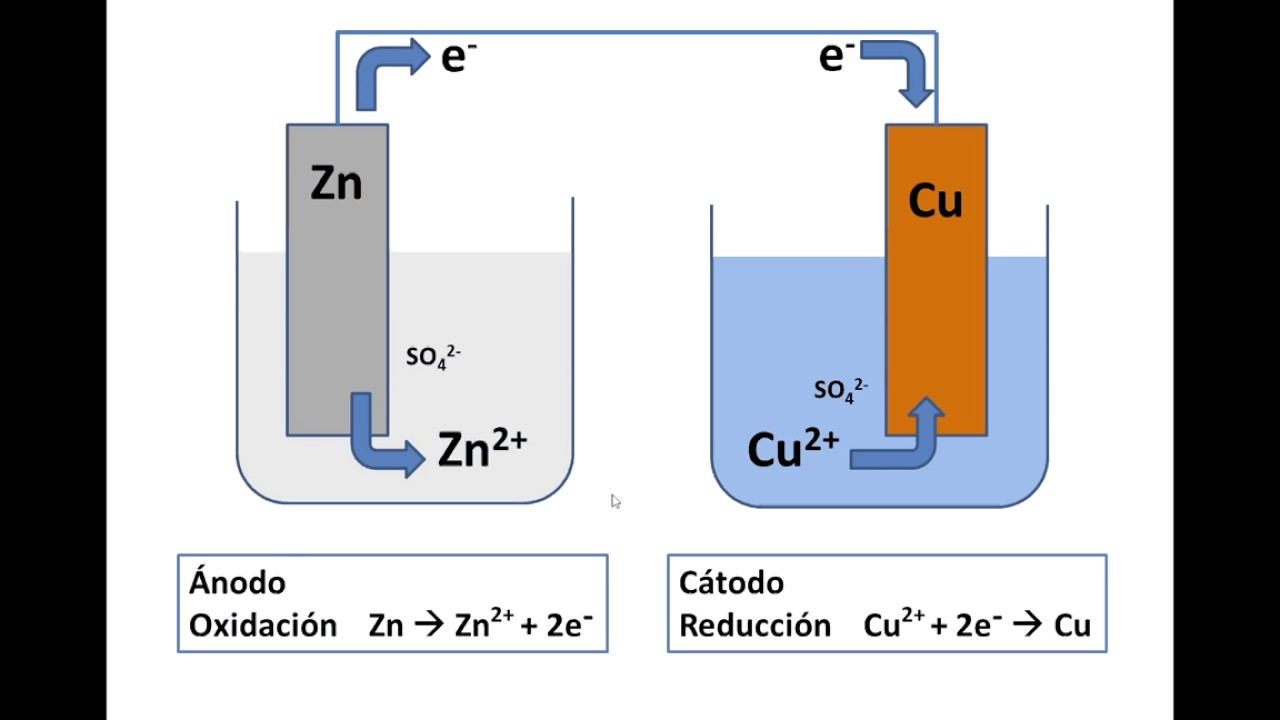 e⁻
e⁻
Zn
Cu
SO₄²⁻
SO₄²⁻
Zn²⁺
Cu²⁺
Ánodo
Oxidación Zn → Zn²⁺ + 2e⁻
Cátodo
Reducción Cu²⁺ + 2e⁻ → Cu